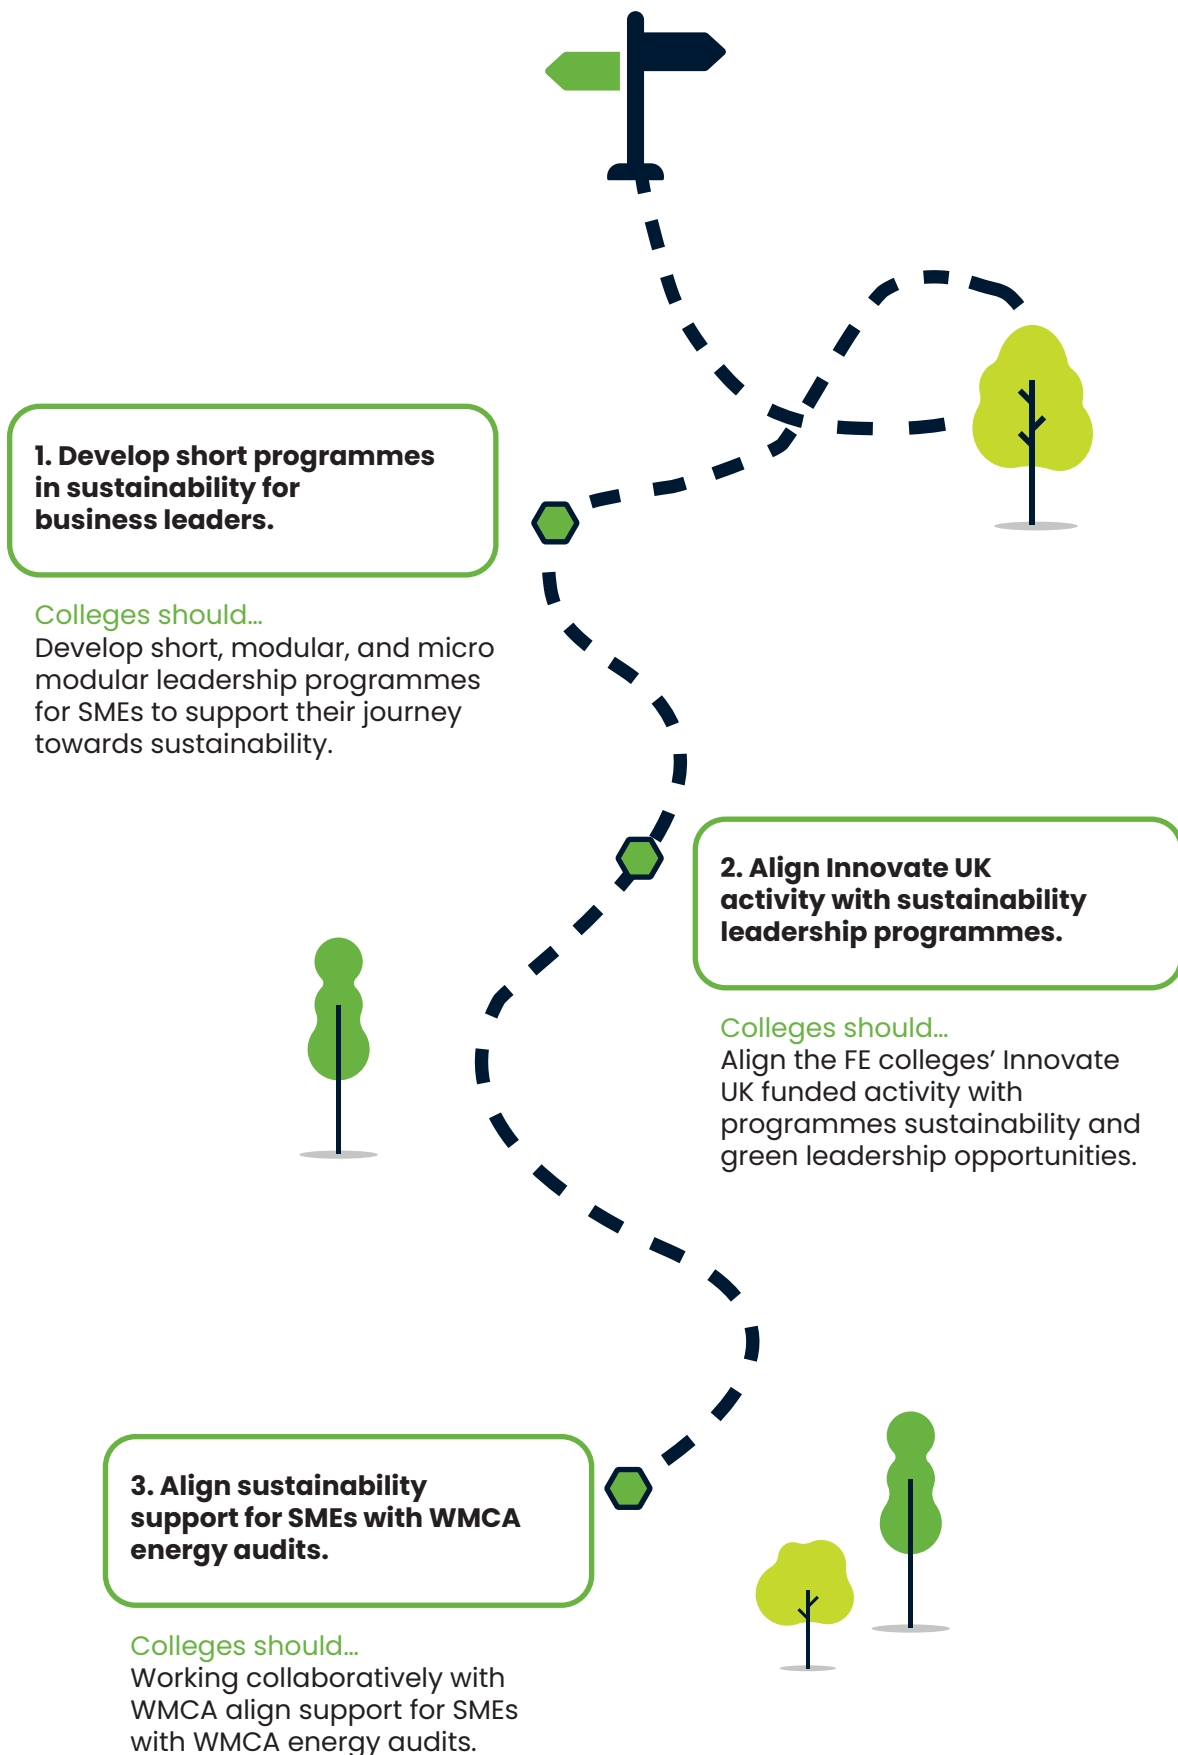 1. Develop short programmes
in sustainability for
business leaders.
Colleges should...
Develop short, modular, and micro
modular leadership programmes
for SMEs to support their journey
towards sustainability.
2. Align Innovate UK
activity with sustainability
leadership programmes.
Colleges should...
Align the FE colleges’ Innovate
UK funded activity with
programmes sustainability and
green leadership opportunities.
3. Align sustainability
support for SMEs with WMCA
energy audits.
Colleges should...
Working collaboratively with
WMCA align support for SMEs
with WMCA energy audits.